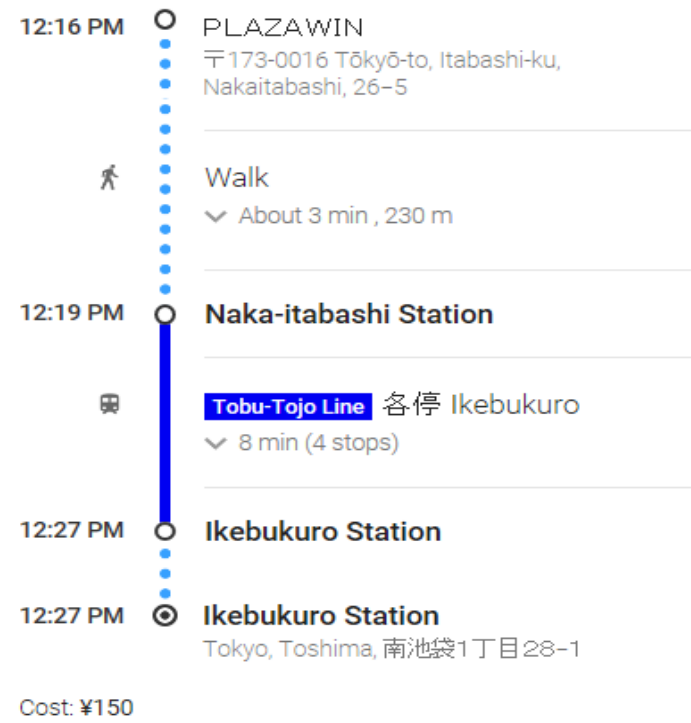 12:16 PM PLAZAWIN
〒173-0016 Tōkyō-to, Itabashi-ku,
Nakaitabashi, 26−5
Walk
About 3 min , 230 m
12:19 PM Naka-itabashi Station
Tobu-Tojo Line 各停 Ikebukuro
8 min (4 stops)
12:27 PM Ikebukuro Station
12:27 PM Ikebukuro Station
Tokyo, Toshima, 南池袋1丁目28−1
Cost: ¥150